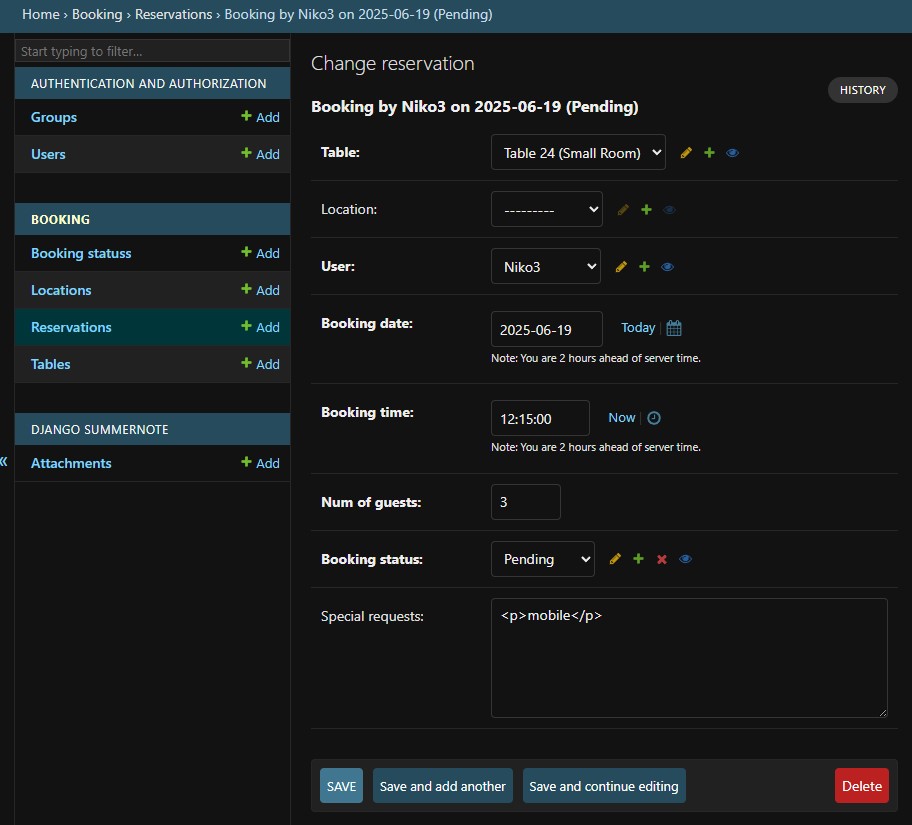 Home › Booking › Reservations › Booking by Niko3 on 2025-06-19 (Pending)
Start typing to filter...
AUTHENTICATION AND AUTHORIZATION
Groups + Add
Users + Add
BOOKING
Booking statuss + Add
Locations + Add
Reservations + Add
Tables + Add
DJANGO SUMMERNOTE
Attachments + Add
«
Change reservation
HISTORY
Booking by Niko3 on 2025-06-19 (Pending)
Table: Table 24 (Small Room)
Location: ---------
User: Niko3
Booking date: 2025-06-19 Today |
Note: You are 2 hours ahead of server time.
Booking time: 12:15:00 Now |
Note: You are 2 hours ahead of server time.
Num of guests: 3
Booking status: Pending
Special requests: <p>mobile</p>
SAVE Save and add another Save and continue editing Delete